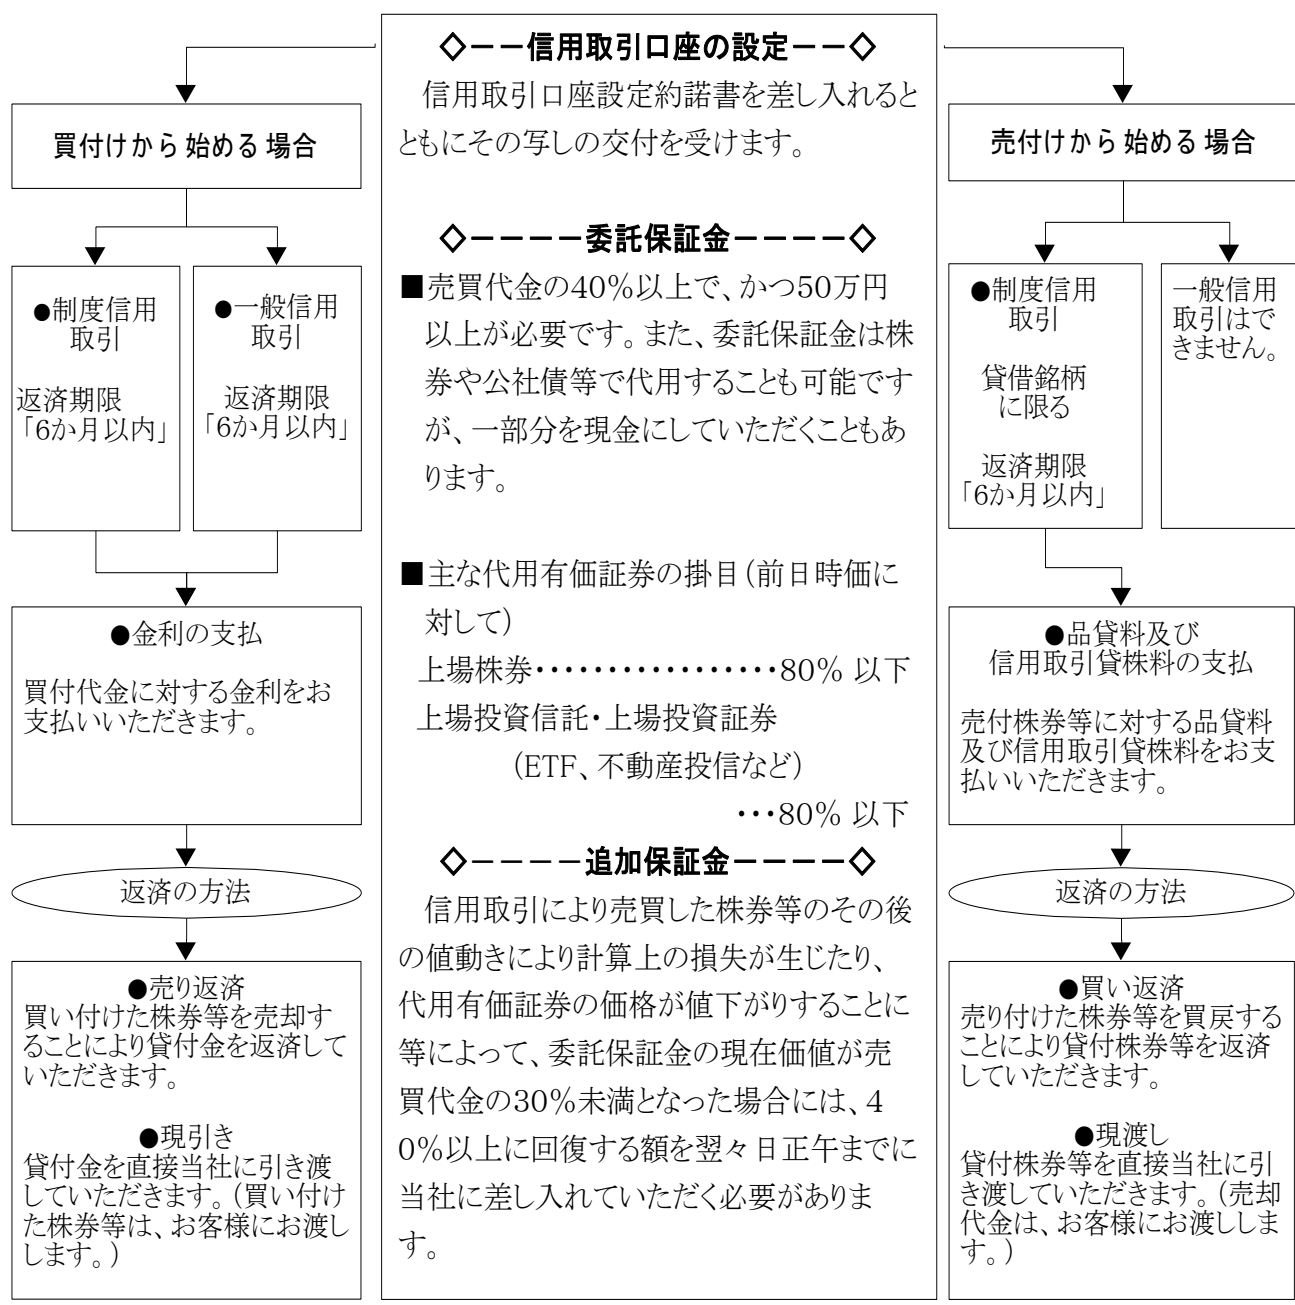 ◇－－信用取引口座の設定－－◇
信用取引口座設定約諾書を差し入れると
ともにその写しの交付を受けます。
◇－－－－委託保証金－－－－◇
■売買代金の40％以上で、かつ50万円
以上が必要です。また、委託保証金は株
券や公社債等で代用することも可能です
が、一部分を現金にしていただくこともあ
ります。
■主な代用有価証券の掛目（前日時価に
対して）
上場株券・・・・・・・・・・・・・・・・・80％ 以下
上場投資信託・上場投資証券
（ETF、不動産投信など）
・・・80％ 以下
◇－－－－追加保証金－－－－◇
信用取引により売買した株券等のその後
の値動きにより計算上の損失が生じたり、
代用有価証券の価格が値下がりすることに
等によって、委託保証金の現在価値が売
買代金の30％未満となった場合には、4
0％以上に回復する額を翌々日正午までに
当社に差し入れていただく必要がありま
す。
買付けから 始める 場合
●制度信用
取引
返済期限
「6か月以内」
●一般信用
取引
返済期限
「6か月以内」
●金利の支払
買付代金に対する金利をお
支払いいただきます。
返済の方法
●売り返済
買い付けた株券等を売却す
ることにより貸付金を返済して
いただきます。
●現引き
貸付金を直接当社に引き渡
していただきます。（買い付け
た株券等は、お客様にお渡し
します。）
売付けから 始める 場合
●制度信用
取引
貸借銘柄
に限る
返済期限
「6か月以内」
一般信用
取引はで
きません。
●品貸料及び
信用取引貸株料の支払
売付株券等に対する品貸料
及び信用取引貸株料をお支
払いいただきます。
返済の方法
●買い返済
売り付けた株券等を買戻する
ことにより貸付株券等を返済
していただきます。
●現渡し
貸付株券等を直接当社に引
き渡していただきます。（売却
代金は、お客様にお渡ししま
す。）